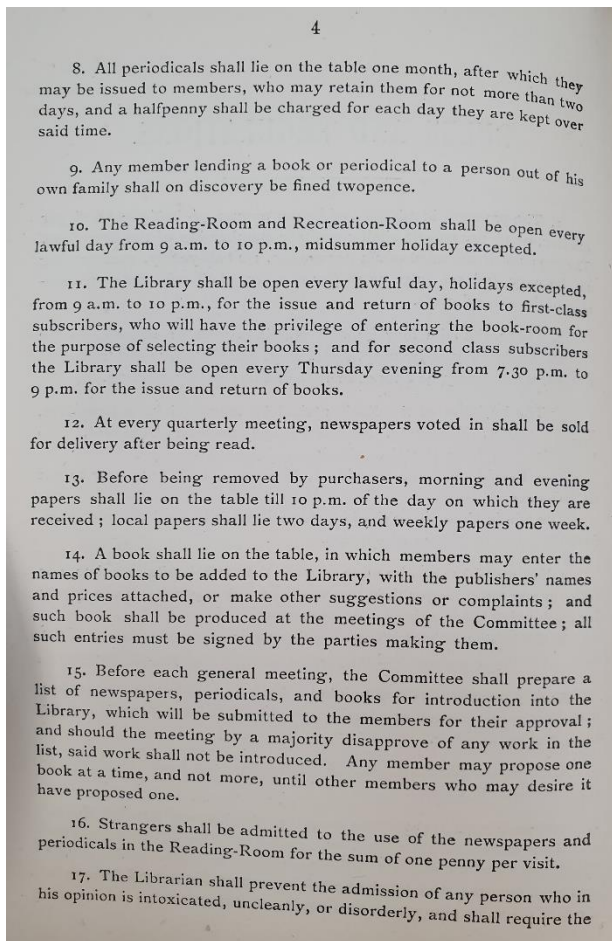 4
8. All periodicals shall lie on the table one month, after which they
may be issued to members, who may retain them for not more than two
days, and a halfpenny shall be charged for each day they are kept over
said time.
9. Any member lending a book or periodical to a person out of his
own family shall on discovery be fined twopence.
10. The Reading-Room and Recreation-Room shall be open every
lawful day from 9 a.m. to 10 p.m., midsummer holiday excepted.
11. The Library shall be open every lawful day, holidays excepted,
from 9 a.m. to 10 p.m., for the issue and return of books to first-class
subscribers, who will have the privilege of entering the book-room for
the purpose of selecting their books ; and for second class subscribers
the Library shall be open every Thursday evening from 7.30 p.m. to
9 p.m. for the issue and return of books.
12. At every quarterly meeting, newspapers voted in shall be sold
for delivery after being read.
13. Before being removed by purchasers, morning and evening
papers shall lie on the table till 10 p.m. of the day on which they are
received ; local papers shall lie two days, and weekly papers one week.
14. A book shall lie on the table, in which members may enter the
names of books to be added to the Library, with the publishers' names
and prices attached, or make other suggestions or complaints ; and
such book shall be produced at the meetings of the Committee ; all
such entries must be signed by the parties making them.
15. Before each general meeting, the Committee shall prepare a
list of newspapers, periodicals, and books for introduction into the
Library, which will be submitted to the members for their approval ;
and should the meeting by a majority disapprove of any work in the
list, said work shall not be introduced. Any member may propose one
book at a time, and not more, until other members who may desire it
have proposed one.
16. Strangers shall be admitted to the use of the newspapers and
periodicals in the Reading-Room for the sum of one penny per visit.
17. The Librarian shall prevent the admission of any person who in
his opinion is intoxicated, uncleanly, or disorderly, and shall require the